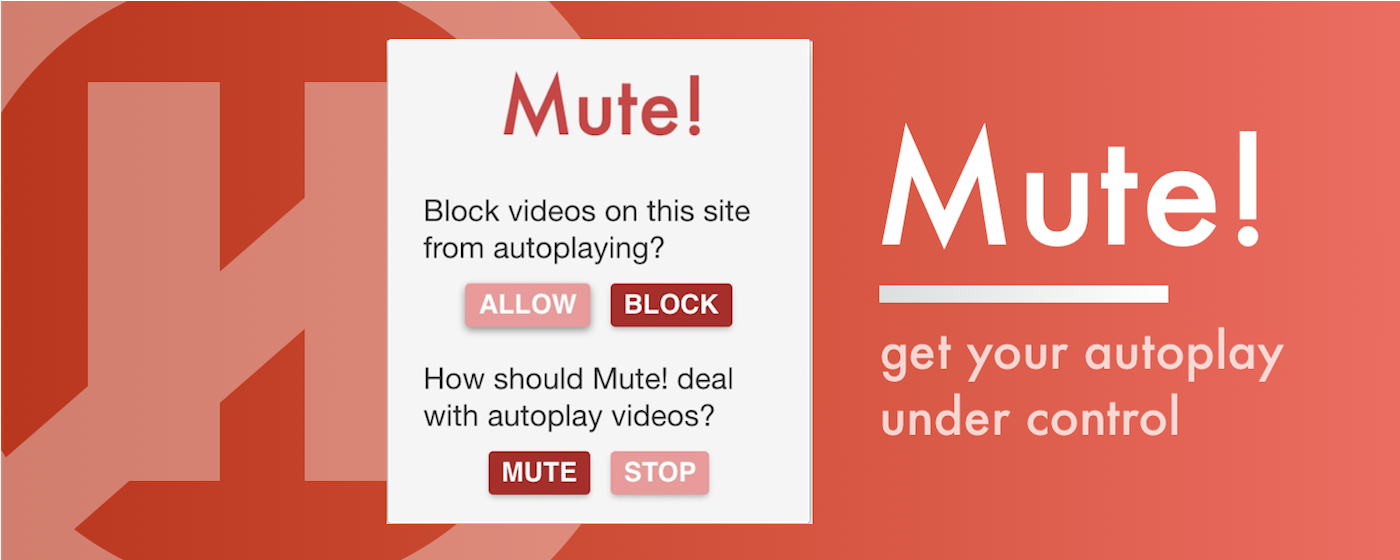 Mute!
Block videos on this site
from autoplaying?
ALLOW BLOCK
How should Mute! deal
with autoplay videos?
MUTE STOP
Mute!
get your autoplay
under control